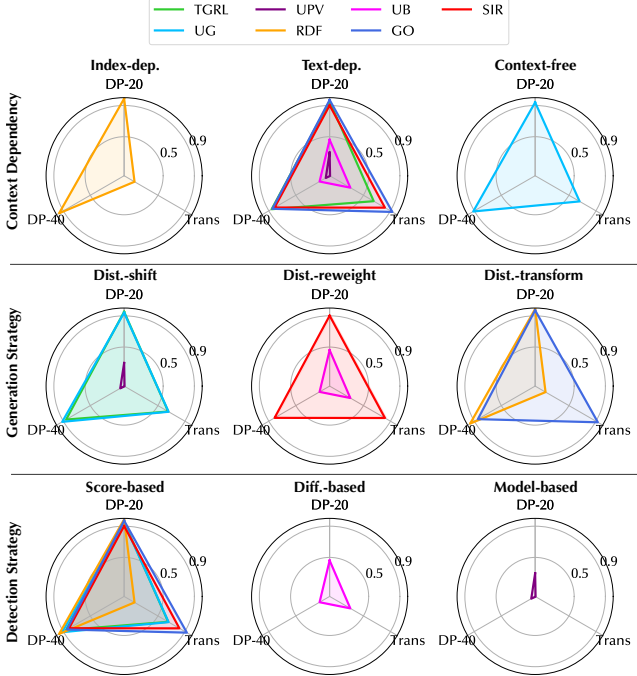 TGRL UPV UB SIR
UG RDF GO
Context Dependency
Index-dep. Text-dep. Context-free
DP-20 DP-20 DP-20
0.9 0.9 0.9
0.5 0.5 0.5
DP-40 Trans DP-40 Trans DP-40 Trans
Generation Strategy
Dist.-shift Dist.-reweight Dist.-transform
DP-20 DP-20 DP-20
0.9 0.9 0.9
0.5 0.5 0.5
DP-40 Trans DP-40 Trans DP-40 Trans
Detection Strategy
Score-based Diff.-based Model-based
DP-20 DP-20 DP-20
0.9 0.9 0.9
0.5 0.5 0.5
DP-40 Trans DP-40 Trans DP-40 Trans